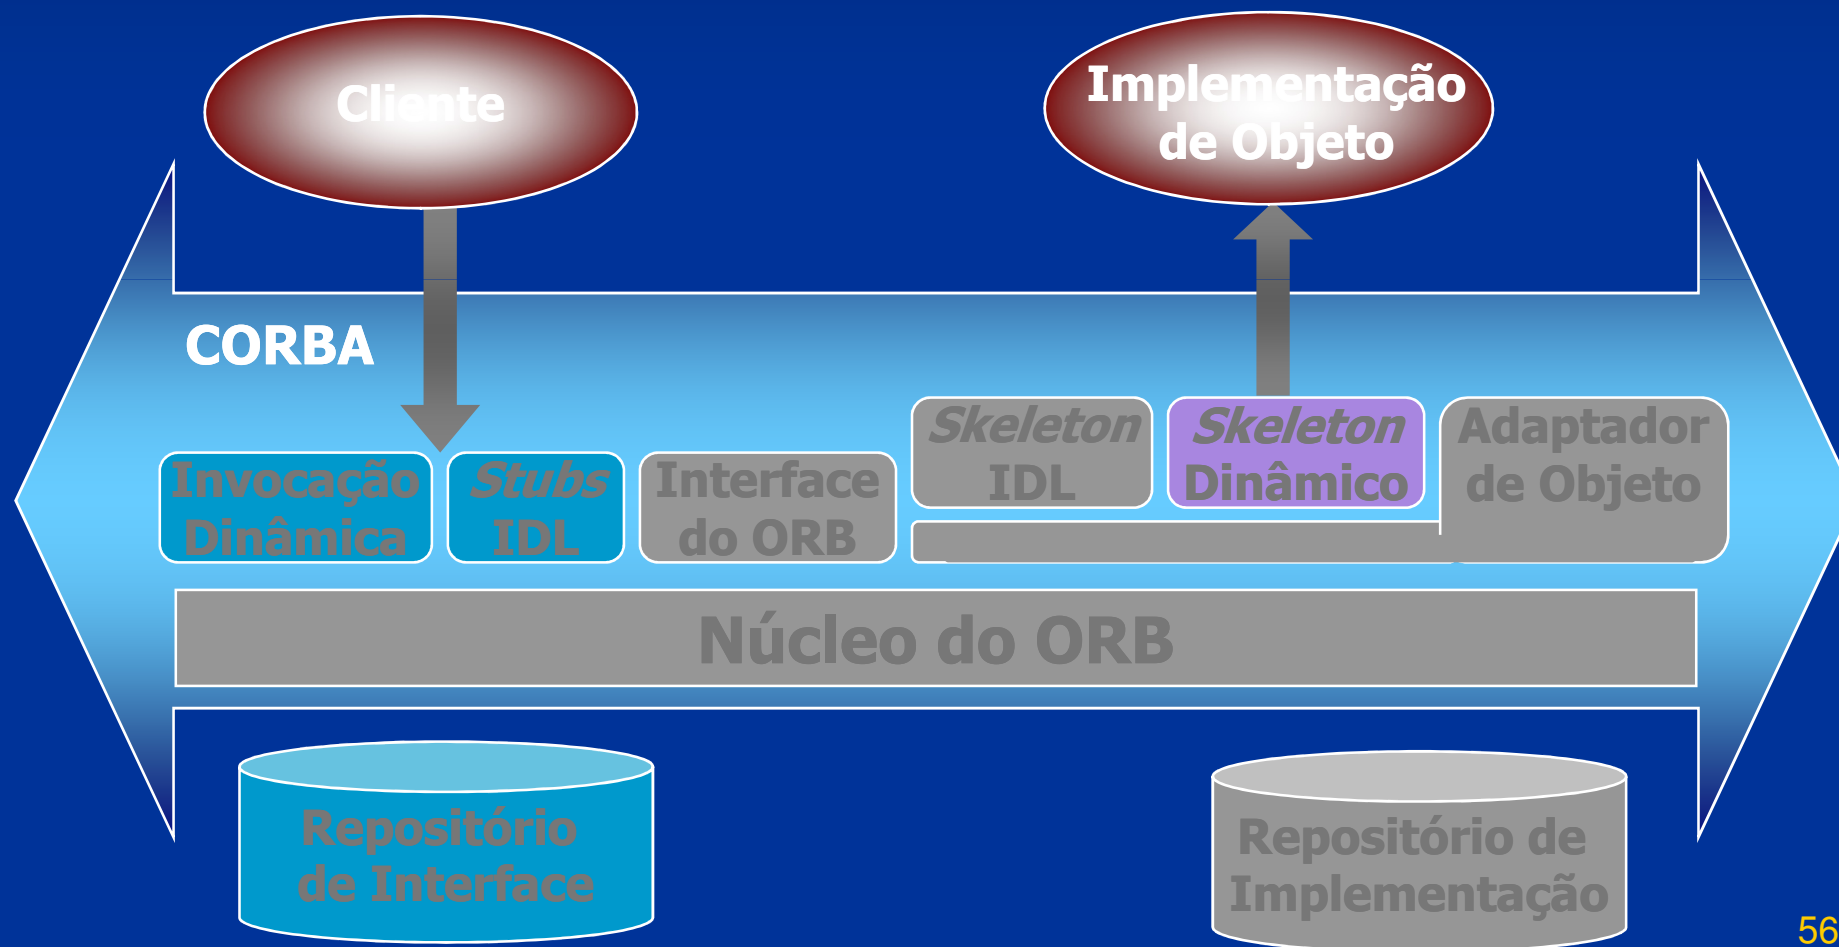 Cliente
Implementação
de Objeto
CORBA
Invocação
Dinâmica
Stubs
IDL
Interface
do ORB
Skeleton
IDL
Skeleton
Dinâmico
Adaptador
de Objeto
Núcleo do ORB
Repositório
de Interface
Repositório de
Implementação
56